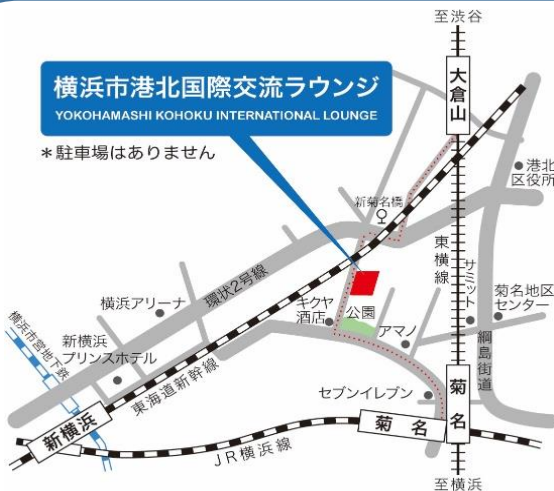 至渋谷
大倉山
横浜市港北国際交流ラウンジ
YOKOHAMASHI KOHOKU INTERNATIONAL LOUNGE
＊駐車場はありません
港北
区役所
新菊名橋
東横線
サミット
環状2号線
横浜アリーナ
キクヤ
酒店
公園
アマノ
菊名地区
センター
綱島街道
新横浜
プリンスホテル
横浜市営地下鉄
東海道新幹線
セブンイレブン
菊名
菊名
新横浜
JR横浜線
至横浜